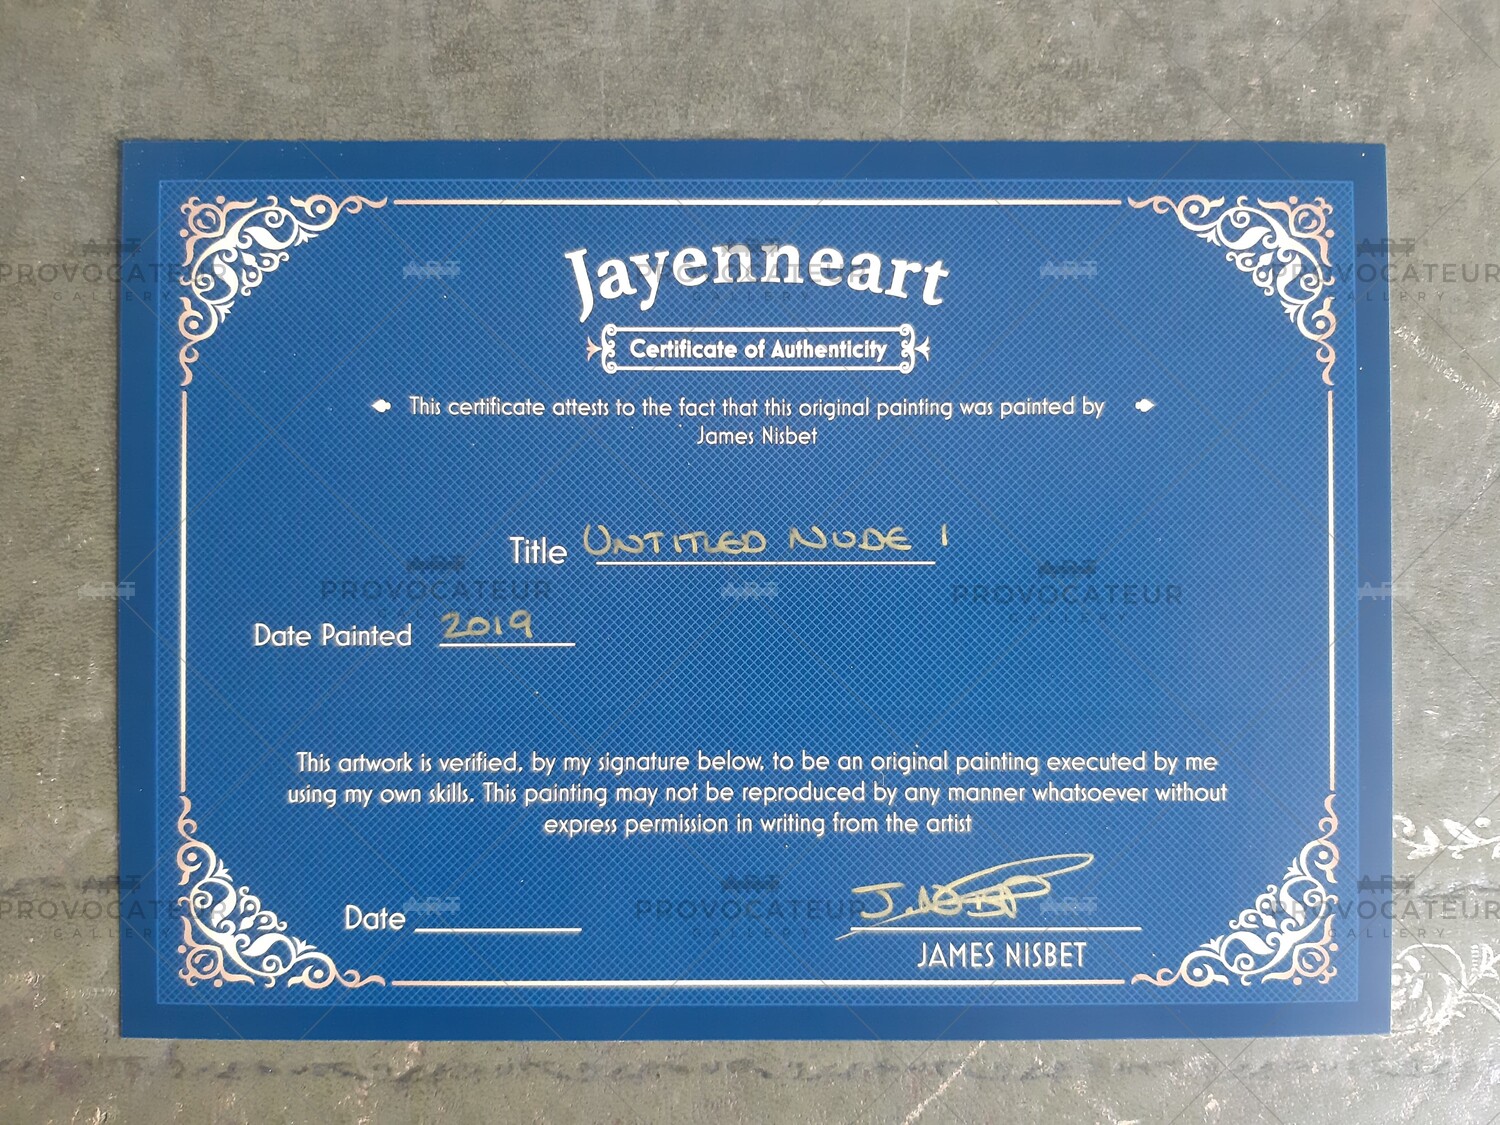 Jayenneart
Certificate of Authenticity
This certificate attests to the fact that this original painting was painted by
James Nisbet
Title UNTITLED NUDE 1
Date Painted 2019
This artwork is verified, by my signature below, to be an original painting executed by me
using my own skills. This painting may not be reproduced by any manner whatsoever without
express permission in writing from the artist
Date
JAMES NISBET
ART
PROVOCATEUR
GALLERY